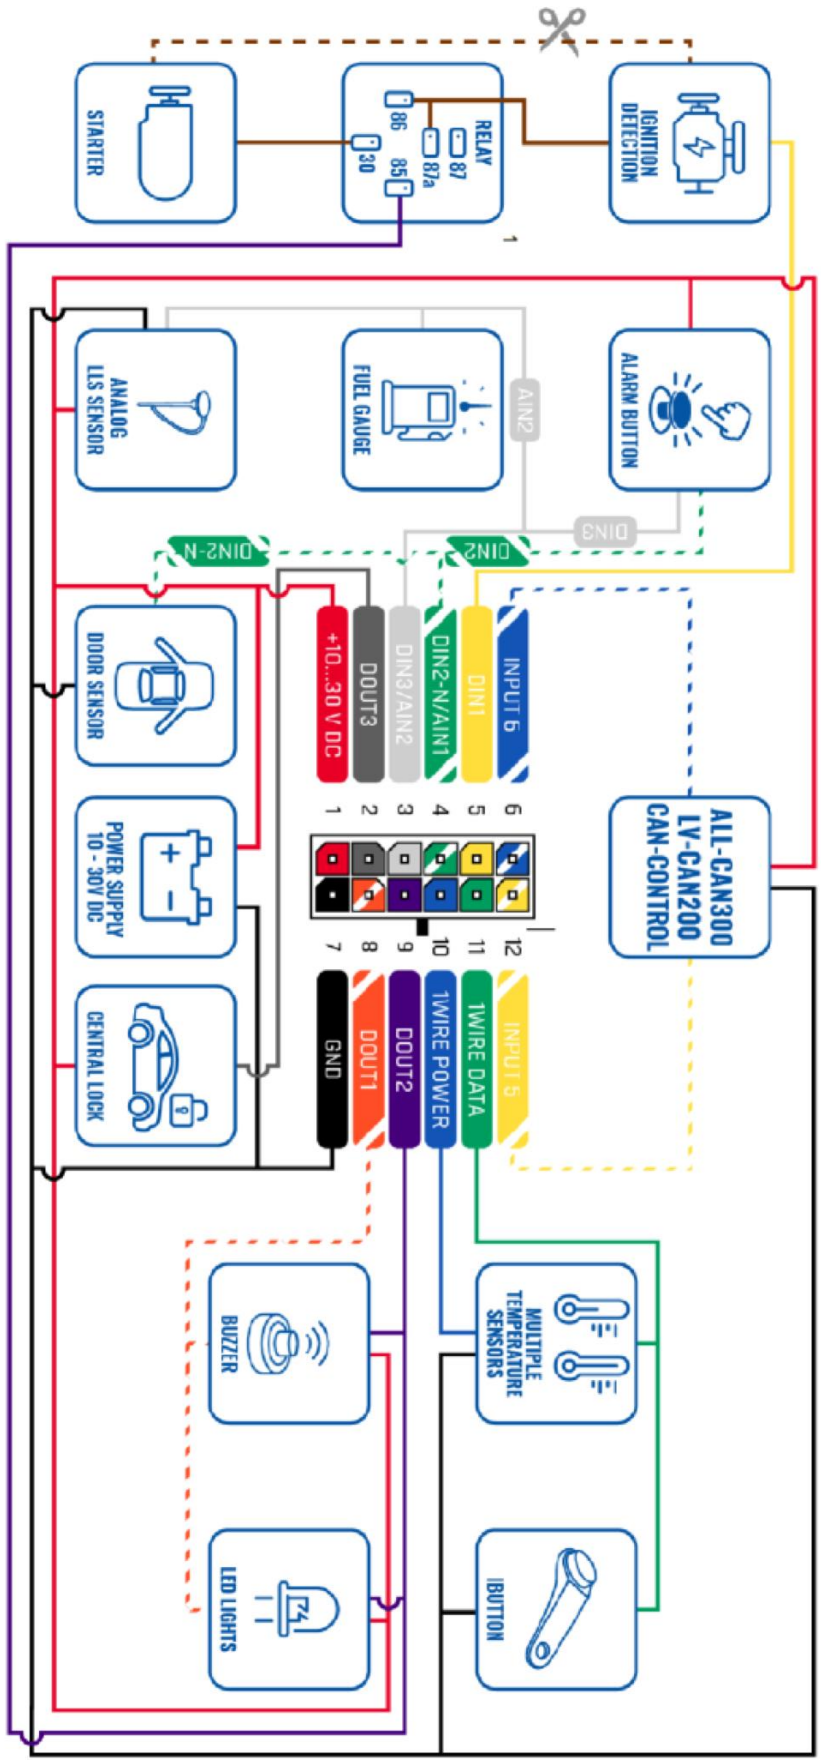 IGNITION
DETECTION
RELAY
87
87a
86
30
85
STARTER
1
ALARM BUTTON
FUEL GAUGE
ANALOG
LLS SENSOR
DIN3
AIN2
DIN2
DIN2-N
ALL-CAN300
LV-CAN200
CAN-CONTROL
INPUT 6
DIN1
DIN2-N/AIN1
DIN3/AIN2
DOUT3
+10...30 V DC
6
5
4
3
2
1
12
11
10
9
8
7
INPUT 5
1WIRE DATA
1WIRE POWER
DOUT2
DOUT1
GND
DOOR SENSOR
POWER SUPPLY
10 - 30V DC
CENTRAL LOCK
MULTIPLE
TEMPERATURE
SENSORS
IBUTTON
BUZZER
LED LIGHTS